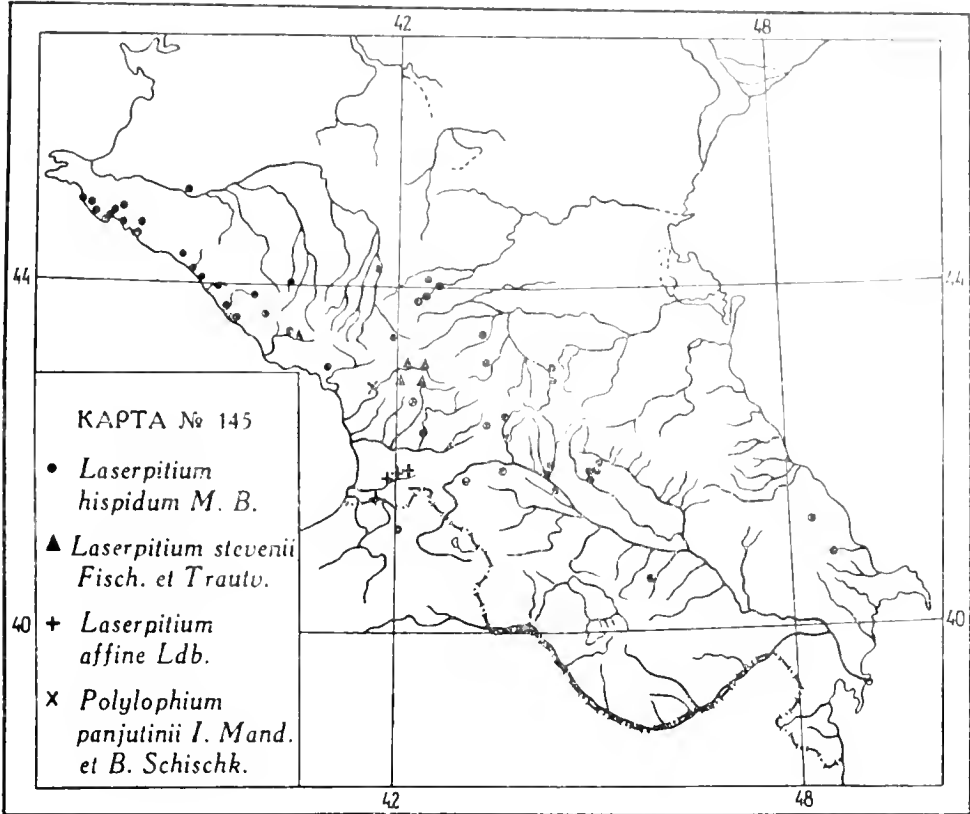 42 48
44 44
КАРТА № 145
• Laserpitium
hispidum M. B.
▲ Laserpitium stevenii
Fisch. et Trautv.
40 + Laserpitium 40
affine Ldb.
× Polylophium
panjutinii I. Mand.
et B. Schischk.
42 48